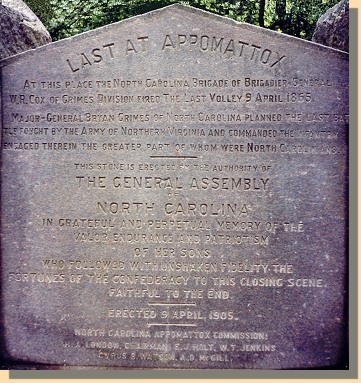 LAST AT APPOMATTOX
AT THIS PLACE THE NORTH CAROLINA BRIGADE OF BRIGADIER-GENERAL
W.R. COX OF GRIMES DIVISION FIRED THE LAST VOLLEY 9 APRIL 1865.
MAJOR-GENERAL BRYAN GRIMES OF NORTH CAROLINA PLANNED THE LAST BAT-
TLE FOUGHT BY THE ARMY OF NORTHERN VIRGINIA AND COMMANDED THE INFANTRY
ENGAGED THEREIN, THE GREATER PART OF WHOM WERE NORTH CAROLINIANS.
THIS STONE IS ERECTED BY THE AUTHORITY OF
THE GENERAL ASSEMBLY
OF
NORTH CAROLINA
IN GRATEFUL AND PERPETUAL MEMORY OF THE
VALOR ENDURANCE AND PATRIOTISM
OF HER SONS
WHO FOLLOWED WITH UNSHAKEN FIDELITY THE
FORTUNES OF THE CONFEDERACY TO THIS CLOSING SCENE,
FAITHFUL TO THE END
ERECTED 9 APRIL, 1905.
NORTH CAROLINA APPOMATTOX COMMISSION:
H.A. LONDON, CHAIRMAN, E.J. HOLT, W.T. JENKINS
CYRUS B. WATSON, A.D. McGILL.